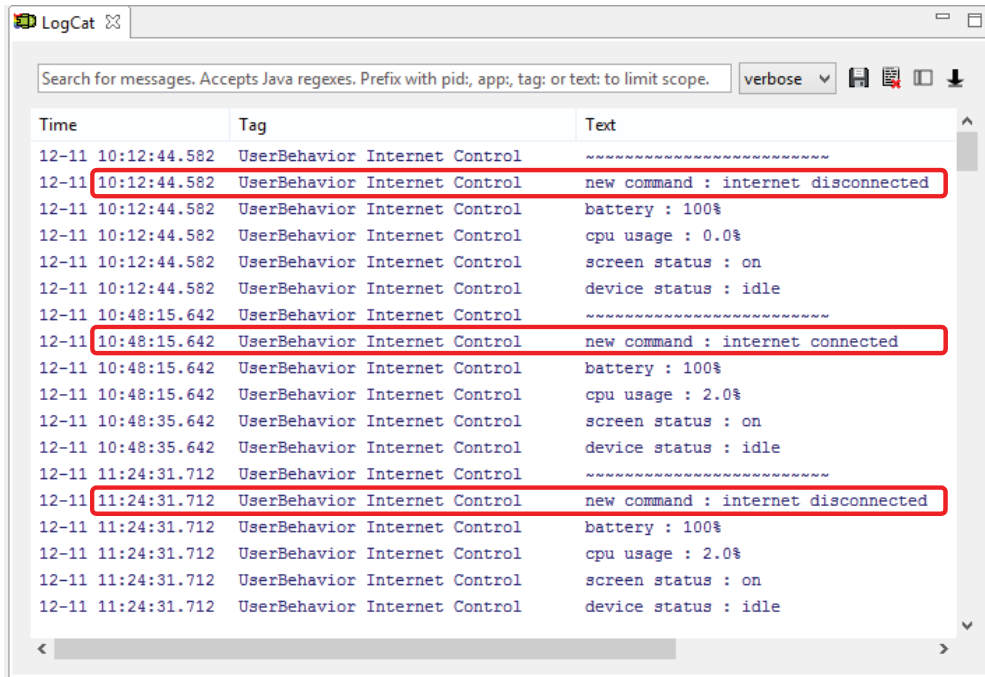 LogCat
Search for messages. Accepts Java regexes. Prefix with pid:, app:, tag: or text: to limit scope. verbose
Time Tag Text
12-11 10:12:44.582 UserBehavior Internet Control ~~~~~~~~~~~~~~~~~~~~~~~~~
12-11 10:12:44.582 UserBehavior Internet Control new command : internet disconnected
12-11 10:12:44.582 UserBehavior Internet Control battery : 100%
12-11 10:12:44.582 UserBehavior Internet Control cpu usage : 0.0%
12-11 10:12:44.582 UserBehavior Internet Control screen status : on
12-11 10:12:44.582 UserBehavior Internet Control device status : idle
12-11 10:48:15.642 UserBehavior Internet Control ~~~~~~~~~~~~~~~~~~~~~~~~~
12-11 10:48:15.642 UserBehavior Internet Control new command : internet connected
12-11 10:48:15.642 UserBehavior Internet Control battery : 100%
12-11 10:48:15.642 UserBehavior Internet Control cpu usage : 2.0%
12-11 10:48:35.642 UserBehavior Internet Control screen status : on
12-11 10:48:35.642 UserBehavior Internet Control device status : idle
12-11 11:24:31.712 UserBehavior Internet Control ~~~~~~~~~~~~~~~~~~~~~~~~~
12-11 11:24:31.712 UserBehavior Internet Control new command : internet disconnected
12-11 11:24:31.712 UserBehavior Internet Control battery : 100%
12-11 11:24:31.712 UserBehavior Internet Control cpu usage : 2.0%
12-11 11:24:31.712 UserBehavior Internet Control screen status : on
12-11 11:24:31.712 UserBehavior Internet Control device status : idle